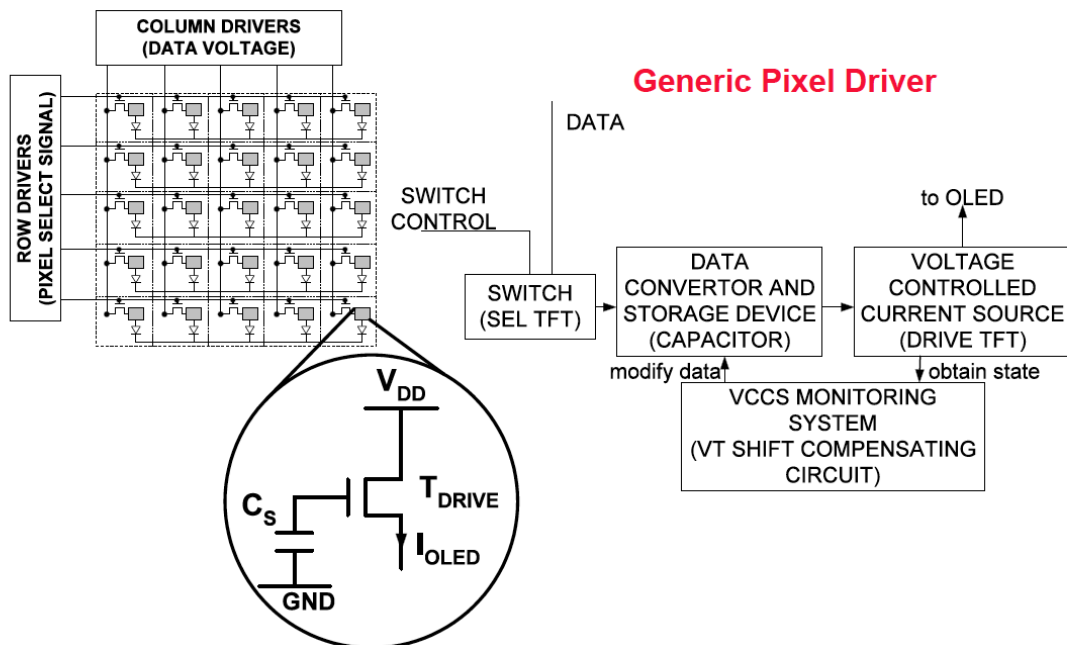 COLUMN DRIVERS
(DATA VOLTAGE)
ROW DRIVERS
(PIXEL SELECT SIGNAL)
Generic Pixel Driver
DATA
SWITCH
CONTROL
to OLED
SWITCH
(SEL TFT)
DATA
CONVERTOR AND
STORAGE DEVICE
(CAPACITOR)
VOLTAGE
CONTROLLED
CURRENT SOURCE
(DRIVE TFT)
modify data
obtain state
VCCS MONITORING
SYSTEM
(VT SHIFT COMPENSATING
CIRCUIT)
VDD
TDRIVE
CS
IOLED
GND